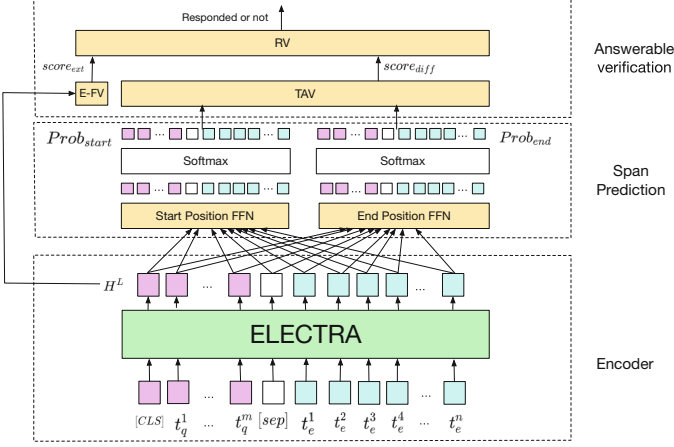 Responded or not
RV
Answerable
verification
score_ext
score_diff
E-FV
TAV
Prob_start
... ... ... ...
Prob_end
Softmax
Softmax
Span
Prediction
... ... ... ...
Start Position FFN
End Position FFN
H^L
... ...
ELECTRA
Encoder
... ...
[CLS] t_q^1 ... t_q^m [sep] t_e^1 t_e^2 t_e^3 t_e^4 ... t_e^n